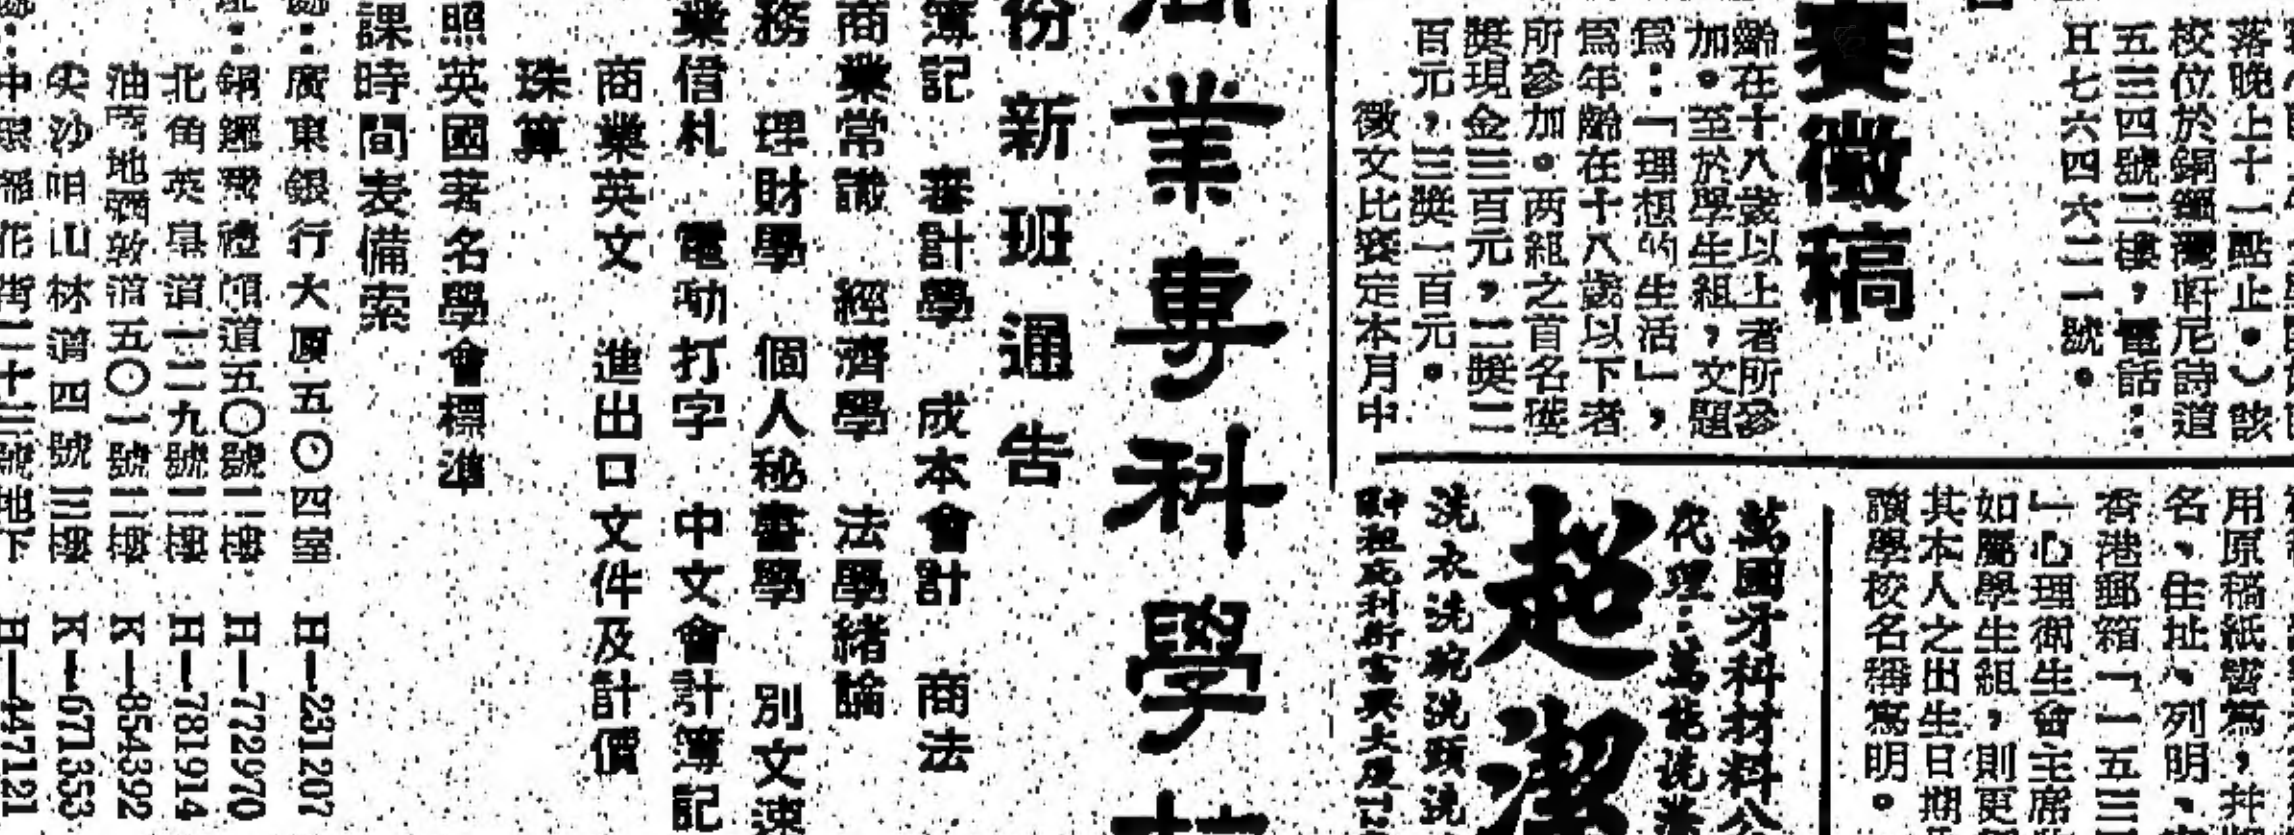 落晚上十一點止。）該
校位於銅鑼灣軒尼詩道
五三四號二樓，電話：
H七六四六二一號。
賽徵稿
齡在十八歲以上者所參
加。至於學生組，文題
為：「理想的生活」，
為年齡在十八歲以下者
所參加。两組之首名獲
獎現金三百元，二獎二
百元，三獎一百元。
徵文比賽定本月中
用原稿紙謄寫，并
名、住址、列明、
香港郵箱「一五三
」心理衛生會主席
如屬學生組，則更
其本人之出生日期
讀學校名稱寫明。
萬國牙科材料公
代理：萬能洗潔
超潔
洗衣洗碗洗頭洗
業專科學校
份新班通告
簿記 審計學 成本會計 商法
商業常識 經濟學 法學緒論
務 理財學 個人秘書學 別文速
業信札 電動打字 中文會計簿記
商業英文 進出口文件及計價
珠算
照英國著名學會標準
課時間表備索
廣東銀行大厦五〇四室 H—231207
銅鑼灣禮頓道五〇號二樓 H—772970
北角英皇道一二九號二樓 H—781914
油蔴地彌敦道五〇一號二樓 K—854392
尖沙咀山林道四號三樓 K—671353
中環擺花街二十三號地下 H—447121